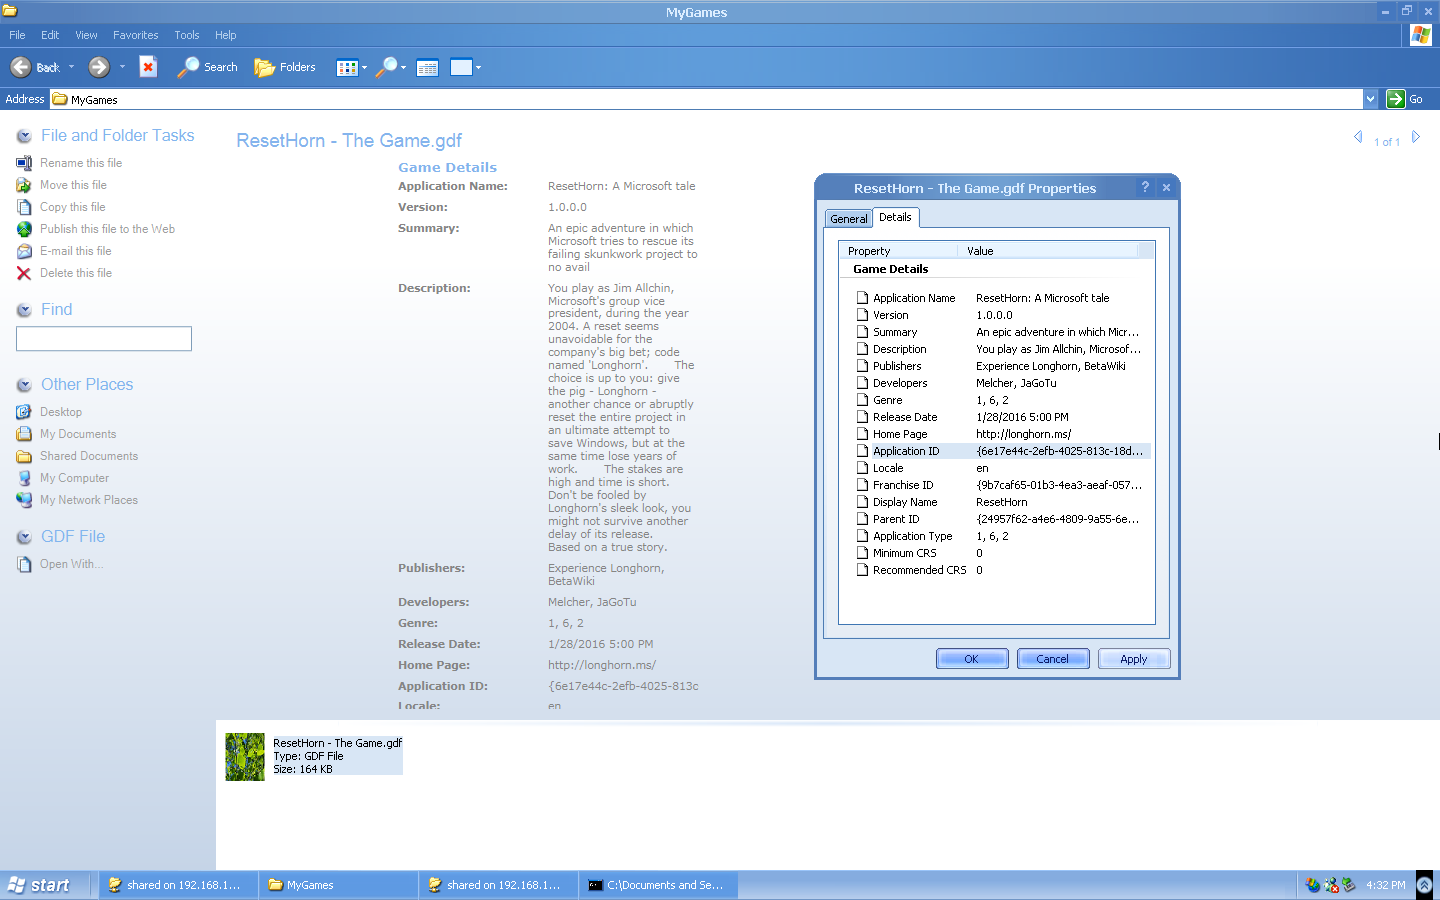 MyGames
File Edit View Favorites Tools Help
Back Search Folders
Address MyGames Go
File and Folder Tasks
Rename this file
Move this file
Copy this file
Publish this file to the Web
E-mail this file
Delete this file
Find
Other Places
Desktop
My Documents
Shared Documents
My Computer
My Network Places
GDF File
Open With...
ResetHorn - The Game.gdf
1 of 1
Game Details
Application Name: ResetHorn: A Microsoft tale
Version: 1.0.0.0
Summary: An epic adventure in which
Microsoft tries to rescue its
failing skunkwork project to
no avail
Description: You play as Jim Allchin,
Microsoft's group vice
president, during the year
2004. A reset seems
unavoidable for the
company's big bet; code
named 'Longhorn'. The
choice is up to you: give
the pig - Longhorn -
another chance or abruptly
reset the entire project in
an ultimate attempt to
save Windows, but at the
same time lose years of
work. The stakes are
high and time is short.
Don't be fooled by
Longhorn's sleek look, you
might not survive another
delay of its release.
Based on a true story.
Publishers: Experience Longhorn,
BetaWiki
Developers: Melcher, JaGoTu
Genre: 1, 6, 2
Release Date: 1/28/2016 5:00 PM
Home Page: http://longhorn.ms/
Application ID: {6e17e44c-2efb-4025-813c
Locale: en
ResetHorn - The Game.gdf Properties
General Details
Property Value
Game Details
Application Name ResetHorn: A Microsoft tale
Version 1.0.0.0
Summary An epic adventure in which Micr...
Description You play as Jim Allchin, Microsof...
Publishers Experience Longhorn, BetaWiki
Developers Melcher, JaGoTu
Genre 1, 6, 2
Release Date 1/28/2016 5:00 PM
Home Page http://longhorn.ms/
Application ID {6e17e44c-2efb-4025-813c-18d...
Locale en
Franchise ID {9b7caf65-01b3-4ea3-aeaf-057...
Display Name ResetHorn
Parent ID {24957f62-a4e6-4809-9a55-6e...
Application Type 1, 6, 2
Minimum CRS 0
Recommended CRS 0
OK Cancel Apply
ResetHorn - The Game.gdf
Type: GDF File
Size: 164 KB
start shared on 192.168.1... MyGames shared on 192.168.1... C:\Documents and Se... 4:32 PM